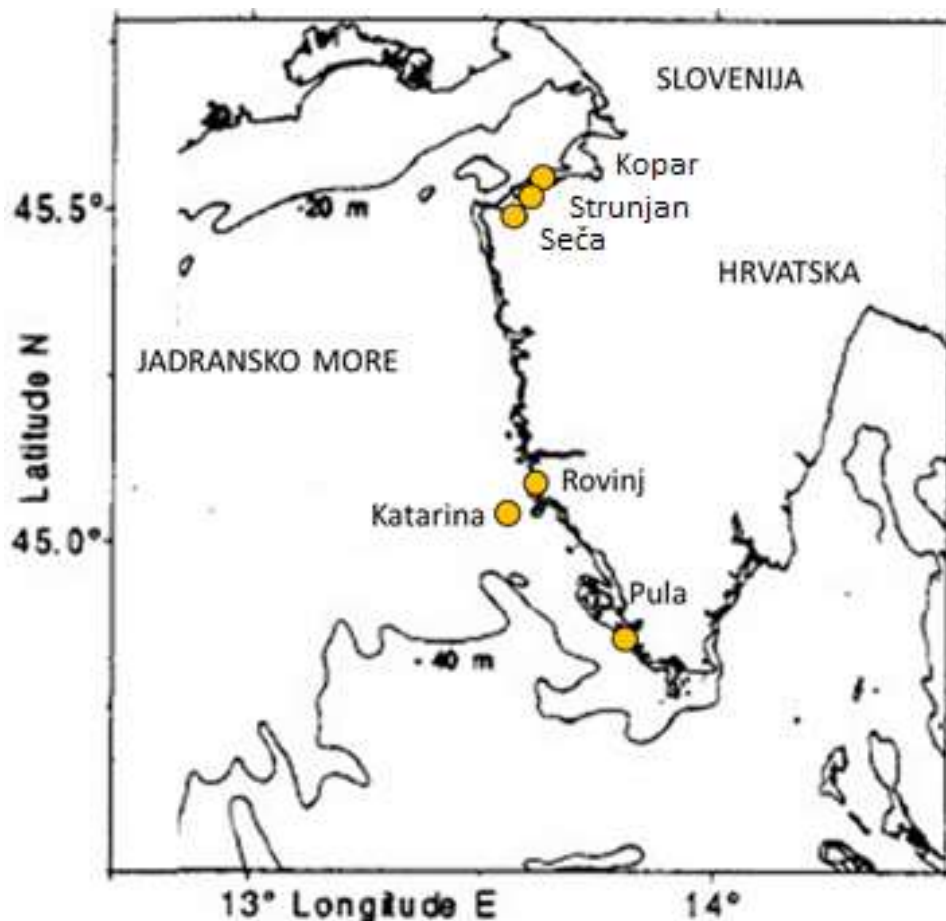 SLOVENIJA
Kopar
-20 m
45.5°
Strunjan
Seča
HRVATSKA
JADRANSKO MORE
Latitude N
Rovinj
Katarina
45.0°
Pula
- 40 m
13° Longitude E 14°